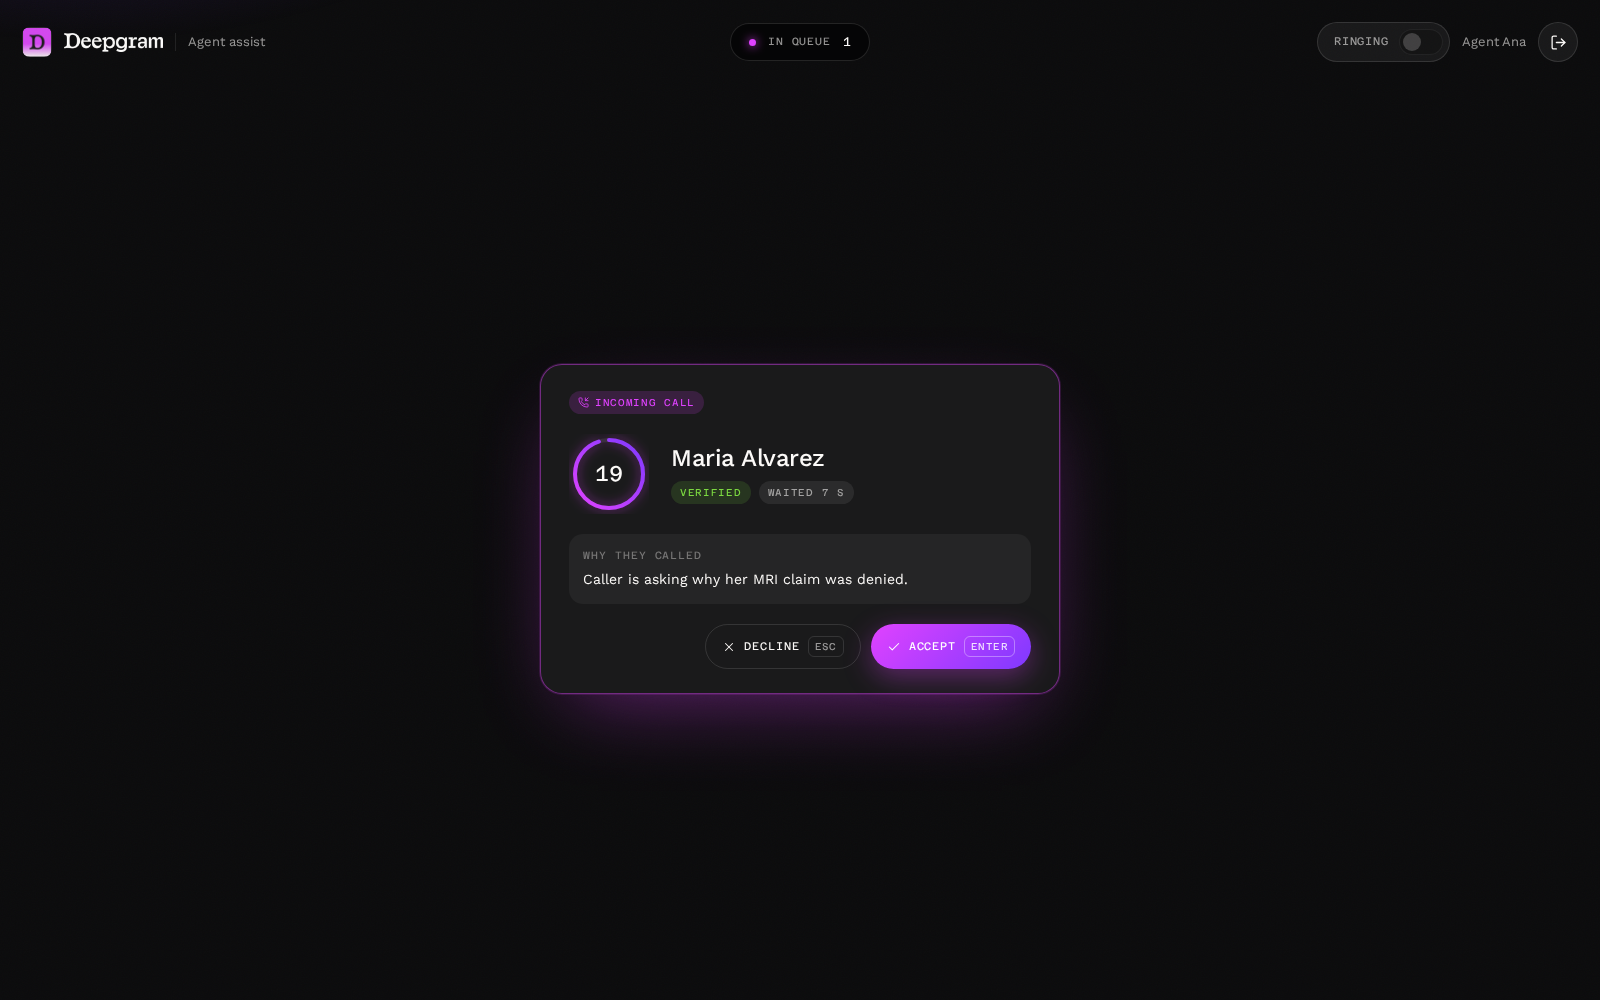 D Deepgram Agent assist
IN QUEUE 1
RINGING Agent Ana
INCOMING CALL
19
Maria Alvarez
VERIFIED WAITED 7 S
WHY THEY CALLED
Caller is asking why her MRI claim was denied.
DECLINE ESC ACCEPT ENTER